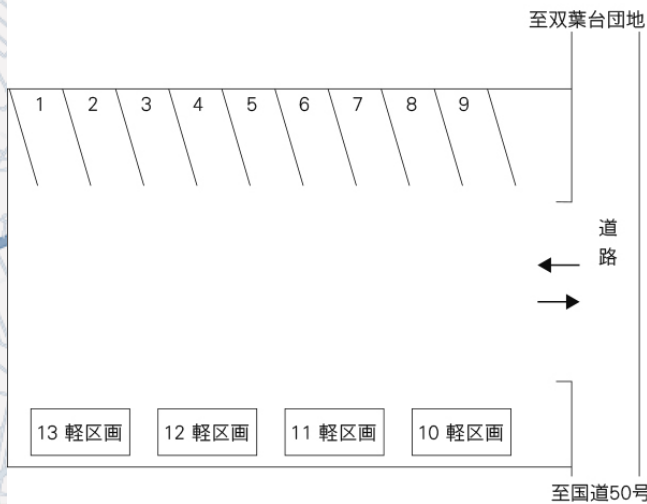 至双葉台団地
1 2 3 4 5 6 7 8 9
道
路
13 軽区画 12 軽区画 11 軽区画 10 軽区画
至国道50号